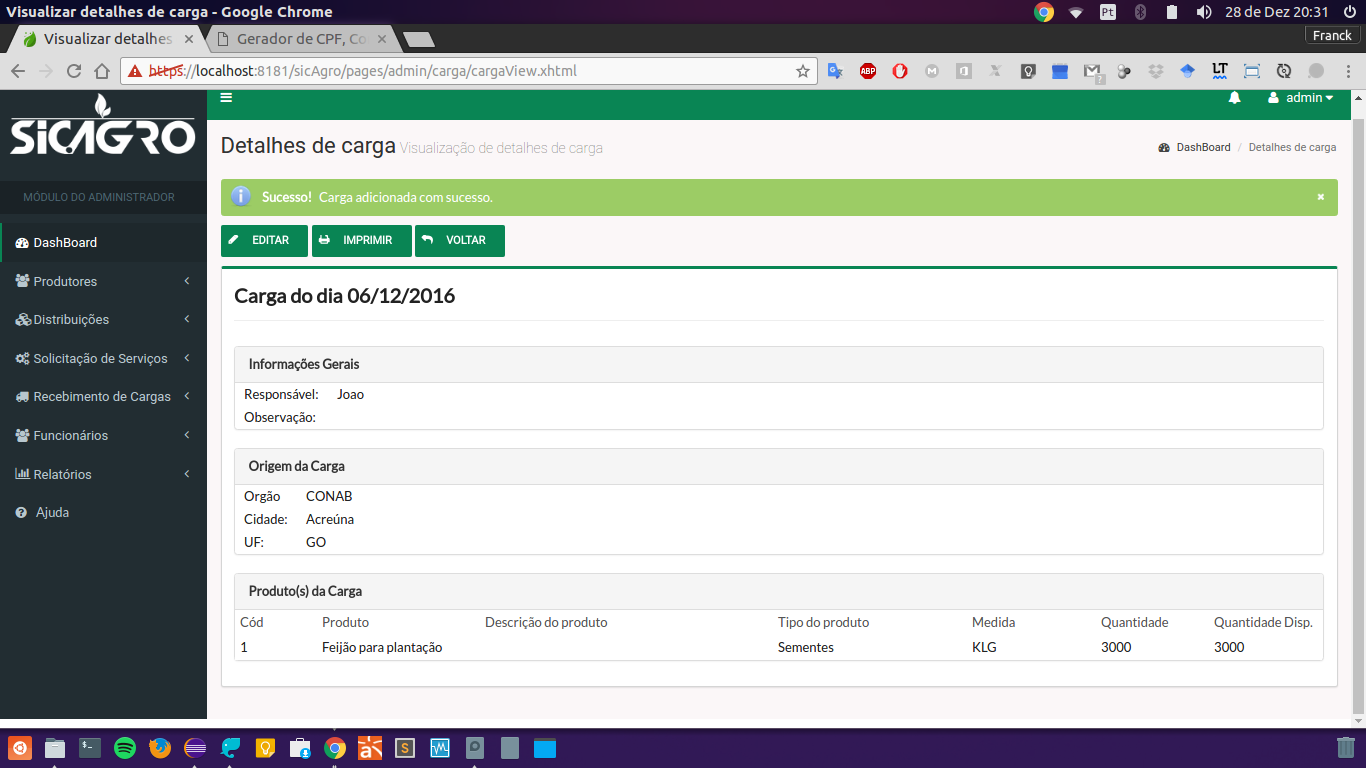 Visualizar detalhes de carga - Google Chrome
Pt
28 de Dez 20:31
Visualizar detalhes
Gerador de CPF, Co
Franck
https://localhost:8181/sicAgro/pages/admin/carga/cargaView.xhtml
SICAGRO
admin
Detalhes de carga Visualização de detalhes de carga
DashBoard / Detalhes de carga
MÓDULO DO ADMINISTRADOR
Sucesso! Carga adicionada com sucesso.
EDITAR
IMPRIMIR
VOLTAR
DashBoard
Produtores
Distribuições
Solicitação de Serviços
Recebimento de Cargas
Funcionários
Relatórios
Ajuda
Carga do dia 06/12/2016
Informações Gerais
Responsável: Joao
Observação:
Origem da Carga
Orgão CONAB
Cidade: Acreúna
UF: GO
Produto(s) da Carga
Cód Produto Descrição do produto Tipo do produto Medida Quantidade Quantidade Disp.
1 Feijão para plantação Sementes KLG 3000 3000